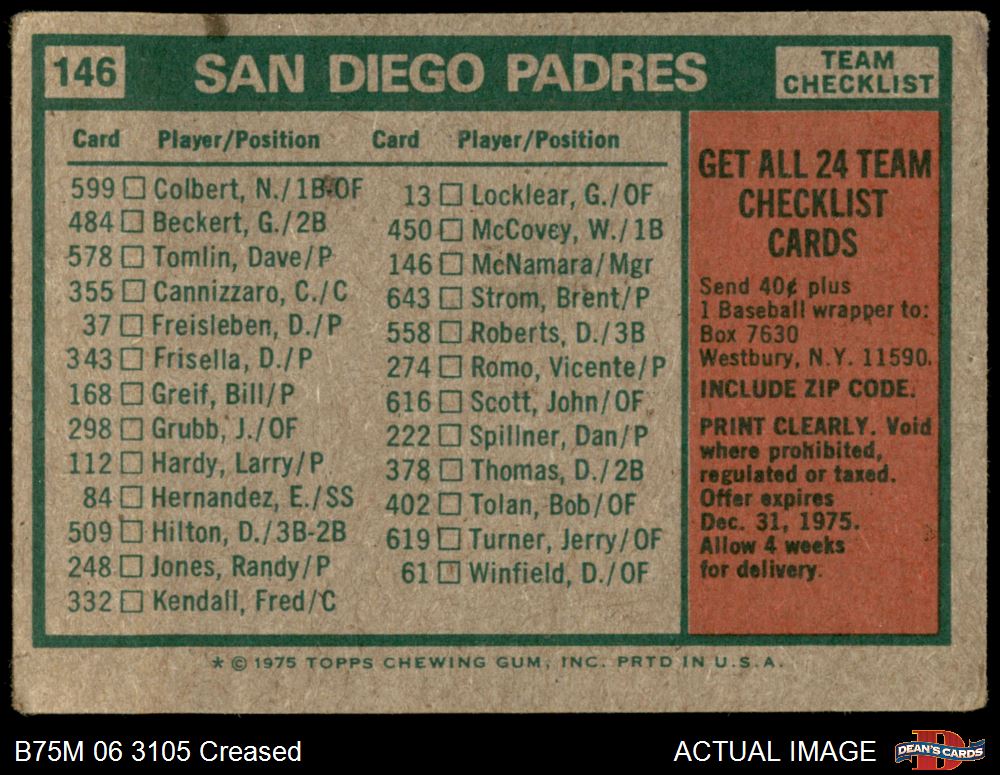 146
SAN DIEGO PADRES
TEAM
CHECKLIST
Card Player/Position Card Player/Position
599 □ Colbert, N./1B-OF
484 □ Beckert, G./2B
578 □ Tomlin, Dave/P
355 □ Cannizzaro, C./C
37 □ Freisleben, D./P
343 □ Frisella, D./P
168 □ Greif, Bill/P
298 □ Grubb, J./OF
112 □ Hardy, Larry/P
84 □ Hernandez, E./SS
509 □ Hilton, D./3B-2B
248 □ Jones, Randy/P
332 □ Kendall, Fred/C
13 □ Locklear, G./OF
450 □ McCovey, W./1B
146 □ McNamara/Mgr
643 □ Strom, Brent/P
558 □ Roberts, D./3B
274 □ Romo, Vicente/P
616 □ Scott, John/OF
222 □ Spillner, Dan/P
378 □ Thomas, D./2B
402 □ Tolan, Bob/OF
619 □ Turner, Jerry/OF
61 □ Winfield, D./OF
GET ALL 24 TEAM
CHECKLIST
CARDS
Send 40¢ plus
1 Baseball wrapper to:
Box 7630
Westbury, N.Y. 11590.
INCLUDE ZIP CODE.
PRINT CLEARLY. Void
where prohibited,
regulated or taxed.
Offer expires
Dec. 31, 1975.
Allow 4 weeks
for delivery.
* © 1975 TOPPS CHEWING GUM, INC. PRTD IN U.S.A.
B75M 06 3105 Creased
ACTUAL IMAGE
DEAN'S CARDS